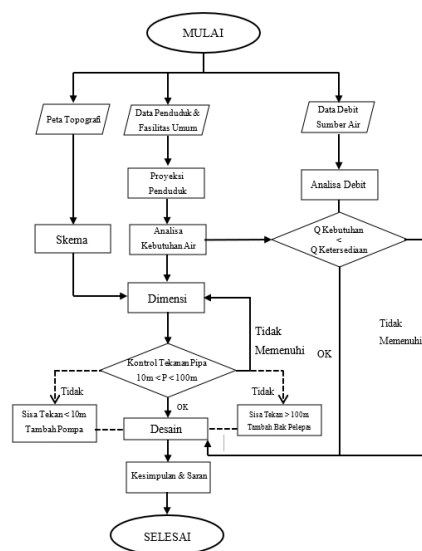 MULAI
Peta Topografi
Data Penduduk &
Fasilitas Umum
Data Debit
Sumber Air
Proyeksi
Penduduk
Analisa Debit
Skema
Analisa
Kebutuhan Air
Q Kebutuhan
<
Q Ketersediaan
Dimensi
Tidak
Memenuhi
OK
Tidak
Memenuhi
Kontrol Tekanan Pipa
10m < P < 100m
Tidak
Tidak
OK
Sisa Tekan < 10m
Tambah Pompa
Sisa Tekan > 100m
Tambah Bak Pelepas
Desain
Kesimpulan & Saran
SELESAI